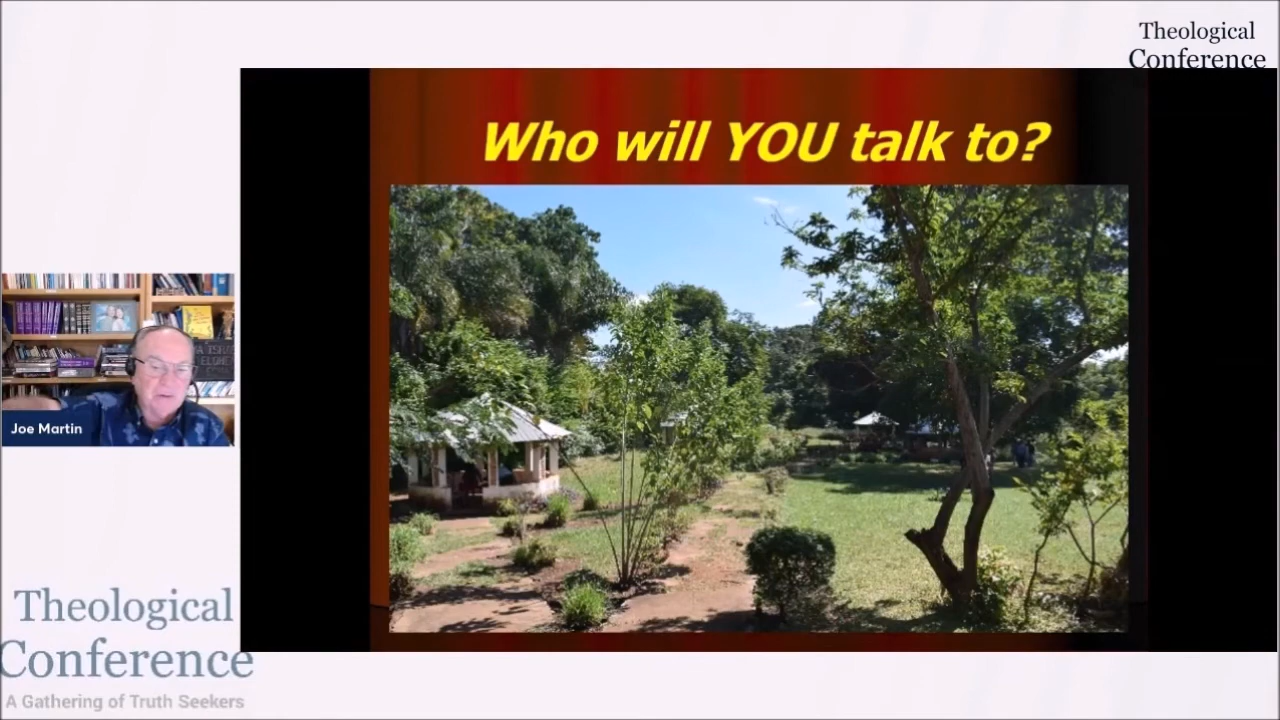 Theological
Conference
Who will YOU talk to?
Joe Martin
Theological
Conference
A Gathering of Truth Seekers